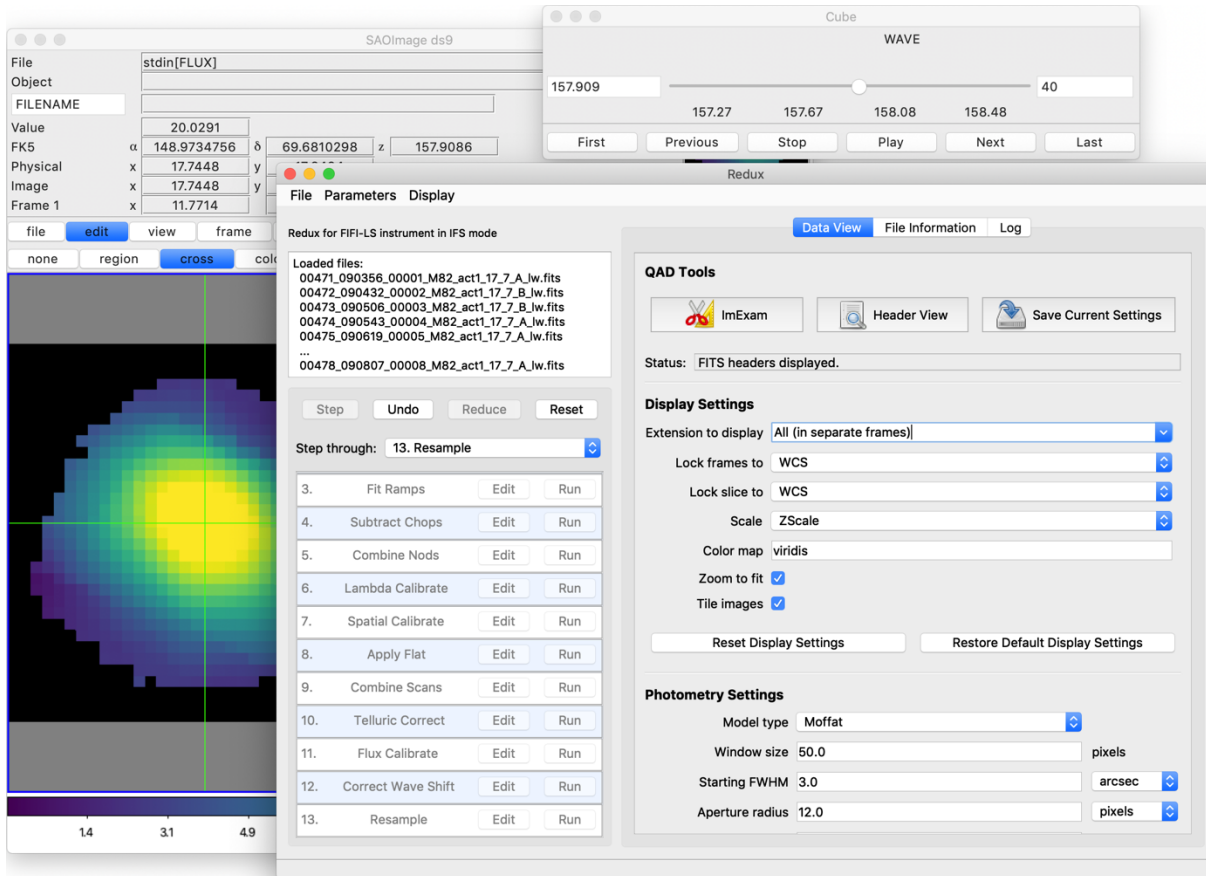 SAOImage ds9
File stdin[FLUX]
Object
FILENAME
Value 20.0291
FK5 α 148.9734756 δ 69.6810298 z 157.9086
Physical x 17.7448 y
Image x 17.7448 y
Frame 1 x 11.7714
file edit view frame
none region cross
1.4 3.1 4.9
Cube
WAVE
157.909 40
157.27 157.67 158.08 158.48
First Previous Stop Play Next Last
Redux
File Parameters Display
Redux for FIFI-LS instrument in IFS mode
Loaded files:
00471_090356_00001_M82_act1_17_7_A_lw.fits
00472_090432_00002_M82_act1_17_7_B_lw.fits
00473_090506_00003_M82_act1_17_7_B_lw.fits
00474_090543_00004_M82_act1_17_7_A_lw.fits
00475_090619_00005_M82_act1_17_7_A_lw.fits
...
00478_090807_00008_M82_act1_17_7_A_lw.fits
Step Undo Reduce Reset
Step through: 13. Resample
3. Fit Ramps Edit Run
4. Subtract Chops Edit Run
5. Combine Nods Edit Run
6. Lambda Calibrate Edit Run
7. Spatial Calibrate Edit Run
8. Apply Flat Edit Run
9. Combine Scans Edit Run
10. Telluric Correct Edit Run
11. Flux Calibrate Edit Run
12. Correct Wave Shift Edit Run
13. Resample Edit Run
Data View File Information Log
QAD Tools
ImExam Header View Save Current Settings
Status: FITS headers displayed.
Display Settings
Extension to display All (in separate frames)
Lock frames to WCS
Lock slice to WCS
Scale ZScale
Color map viridis
Zoom to fit
Tile images
Reset Display Settings Restore Default Display Settings
Photometry Settings
Model type Moffat
Window size 50.0 pixels
Starting FWHM 3.0 arcsec
Aperture radius 12.0 pixels